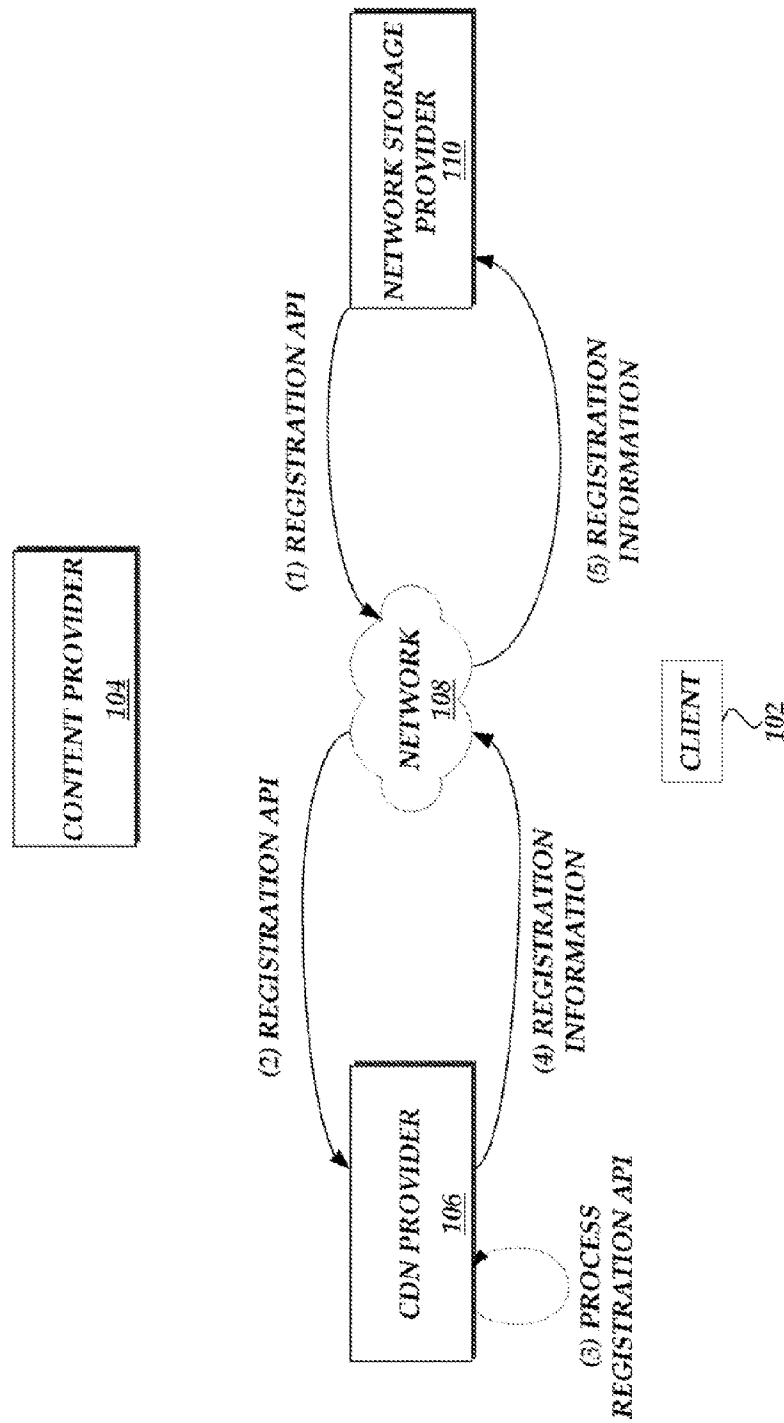 CONTENT PROVIDER
104
(2) REGISTRATION API
(1) REGISTRATION API
CDN PROVIDER
106
NETWORK
108
NETWORK STORAGE
PROVIDER
110
(3) PROCESS
REGISTRATION API
(4) REGISTRATION
INFORMATION
(5) REGISTRATION
INFORMATION
CLIENT
102